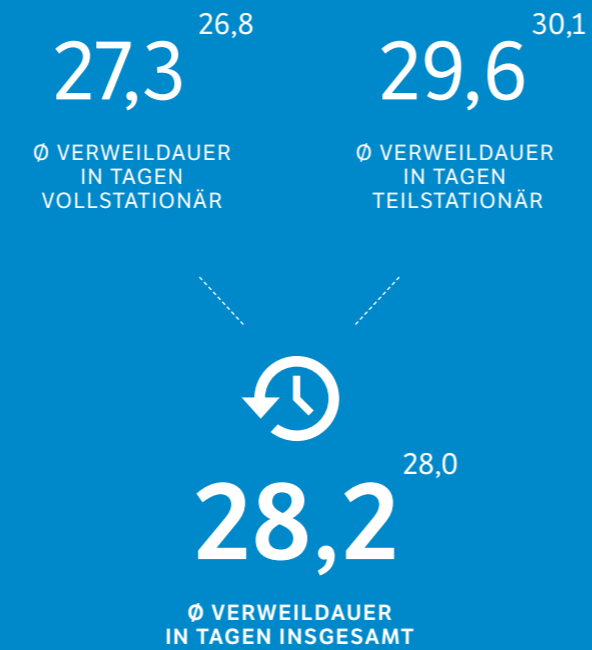 27,3 26,8
Ø VERWEILDAUER
IN TAGEN
VOLLSTATIONÄR
29,6 30,1
Ø VERWEILDAUER
IN TAGEN
TEILSTATIONÄR
28,2 28,0
Ø VERWEILDAUER
IN TAGEN INSGESAMT